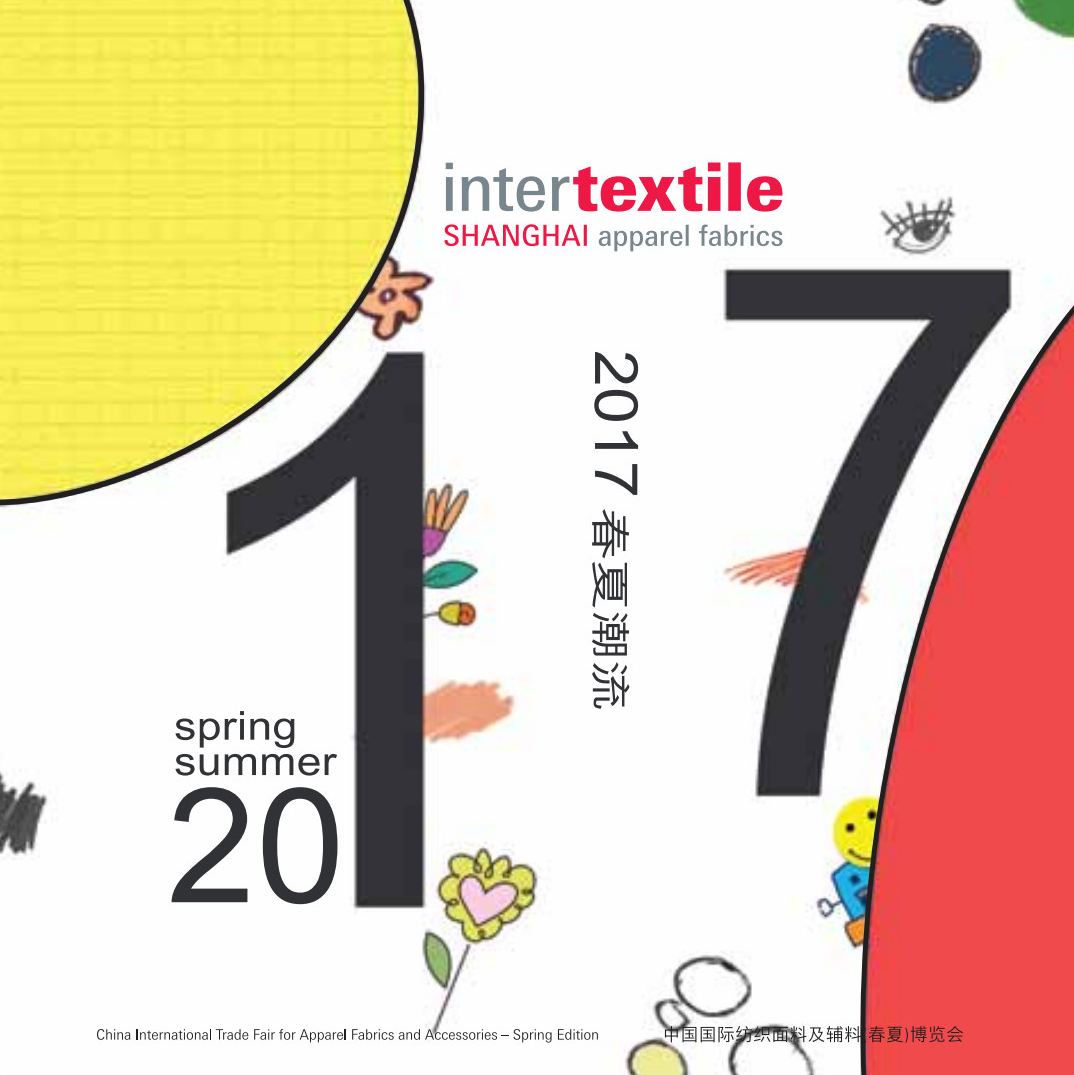 intertextile
SHANGHAI apparel fabrics
17
2017 春夏潮流
spring
summer
20
China International Trade Fair for Apparel Fabrics and Accessories – Spring Edition
中国国际纺织面料及辅料(春夏)博览会